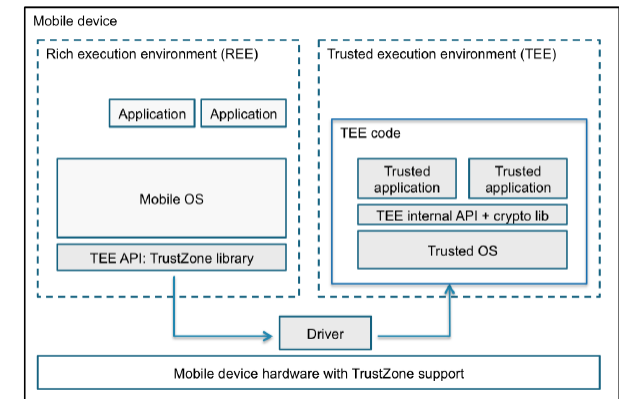 Mobile device
Rich execution environment (REE)
Trusted execution environment (TEE)
Application
Application
TEE code
Trusted
application
Trusted
application
Mobile OS
TEE internal API + crypto lib
TEE API: TrustZone library
Trusted OS
Driver
Mobile device hardware with TrustZone support